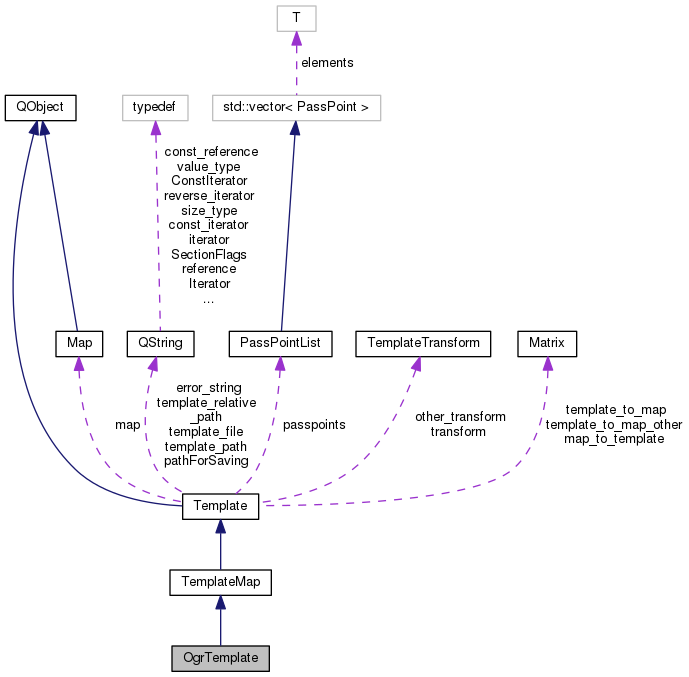 T
elements
QObject
typedef
std::vector< PassPoint >
const_reference
value_type
ConstIterator
reverse_iterator
size_type
const_iterator
iterator
SectionFlags
reference
Iterator
...
Map
QString
PassPointList
TemplateTransform
Matrix
map
error_string
template_relative
_path
template_file
template_path
pathForSaving
passpoints
other_transform
transform
template_to_map
template_to_map_other
map_to_template
Template
TemplateMap
OgrTemplate